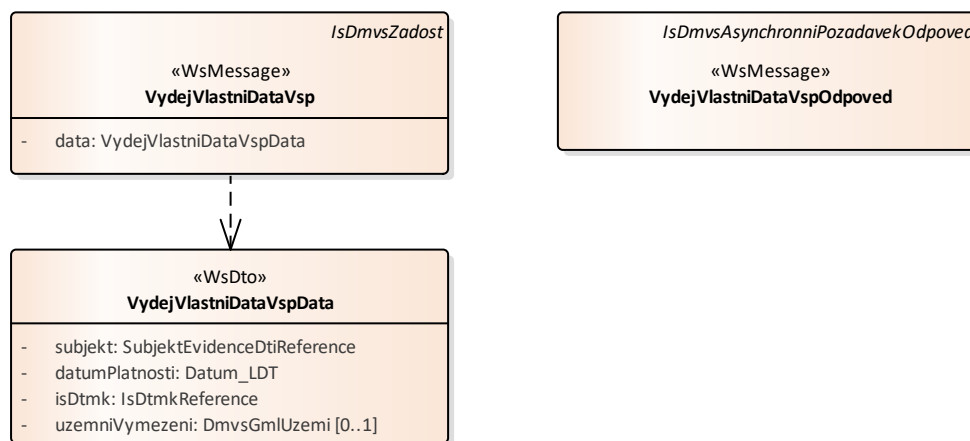 IsDmvsZadost
«WsMessage»
VydejVlastniDataVsp
- data: VydejVlastniDataVspData
IsDmvsAsynchronniPozadavekOdpoved
«WsMessage»
VydejVlastniDataVspOdpoved
«WsDto»
VydejVlastniDataVspData
- subjekt: SubjektEvidenceDtiReference
- datumPlatnosti: Datum_LDT
- isDtmk: IsDtmkReference
- uzemniVymezeni: DmvsGmlUzemi [0..1]